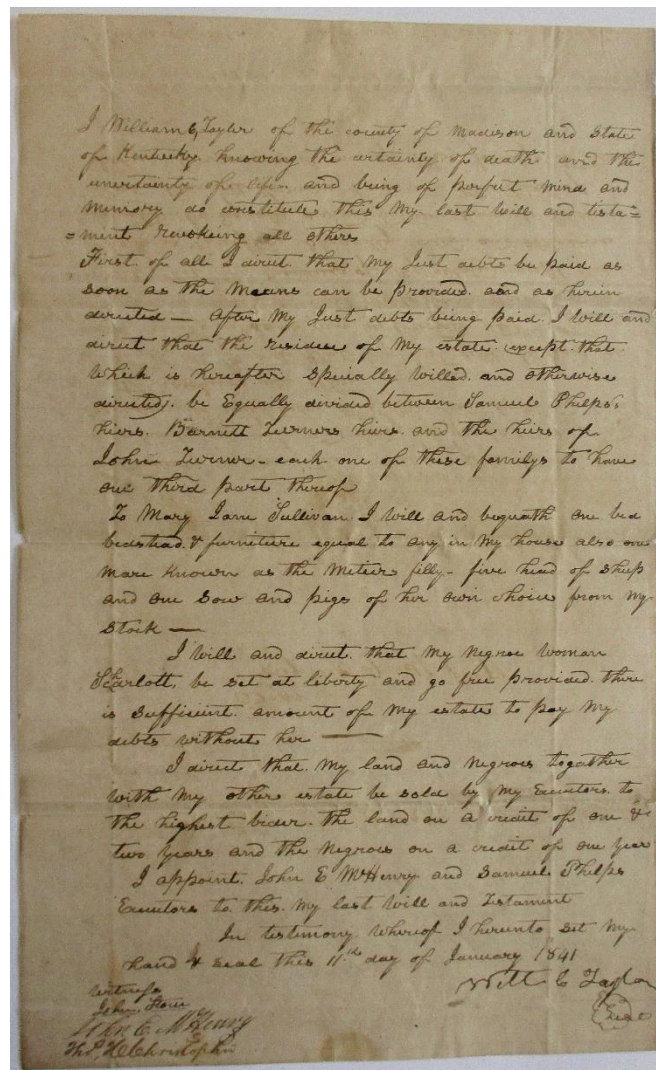 I William C, Tayler of the county of Madison and State
of Kentucky knowing the certainty of death and the
uncertainty of life. and being of perfect mind and
memory do constitute this my last will and testa=
=ment revokeing all others
First of all I direct. that my Just debts be paid as
soon as the means can be provided. and as herein
directed — After my Just debts being paid. I will and
direct that the residue of my estate (except that
which is hereafter specially willed. and otherwise
directed). be Equally divided between Samuel Phelps,
heirs. Barnett Turners heirs. and the heirs of
John Turner - each one of these familys to have
one third part thereof
To Mary Jane Sullivan I will and bequath one bed
bedstead. & furniture equal to any in my house also one
mare known as the filly - five head of sheep
and one sow and pigs of her own choice from my
stock —
I will and direct. that my negroe woman
Scharlott, be set at liberty and go free provided. there
is sufficient. amount of my estate to pay my
debts without her —
I direct that my land and negroes togather
with my other estate be sold by my Executors to
the highest bider. the land on a credit of one &
two years and the negroes on a credit of one year
I appoint. John E McHenry and Samuel Phelps
Executors to this. my last will and Testament
In testimony whereof I hereunto set my
hand & seal this 11th day of January 1841
Will C Taylor
Seal
witness
John
John E McHenry
Tho.s H Christopher